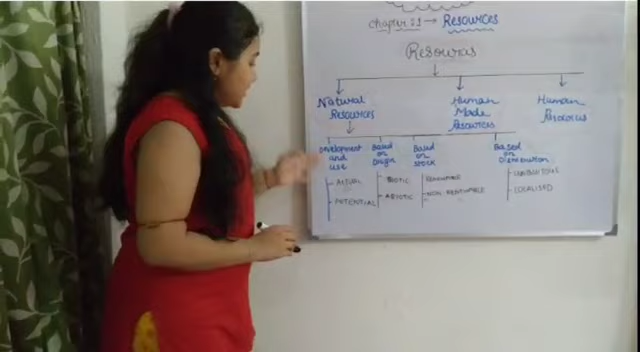 chapter 11 → Resources
Resources
Natural
Resources
Human
Made
Resources
Human
Resources
Development
and
use
Based
on
Origin
Based
on
stock
Based
on
Distribution
ACTUAL
POTENTIAL
BIOTIC
ABIOTIC
RENEWABLE
NON-RENEWABLE
UBIQUITOUS
LOCALISED